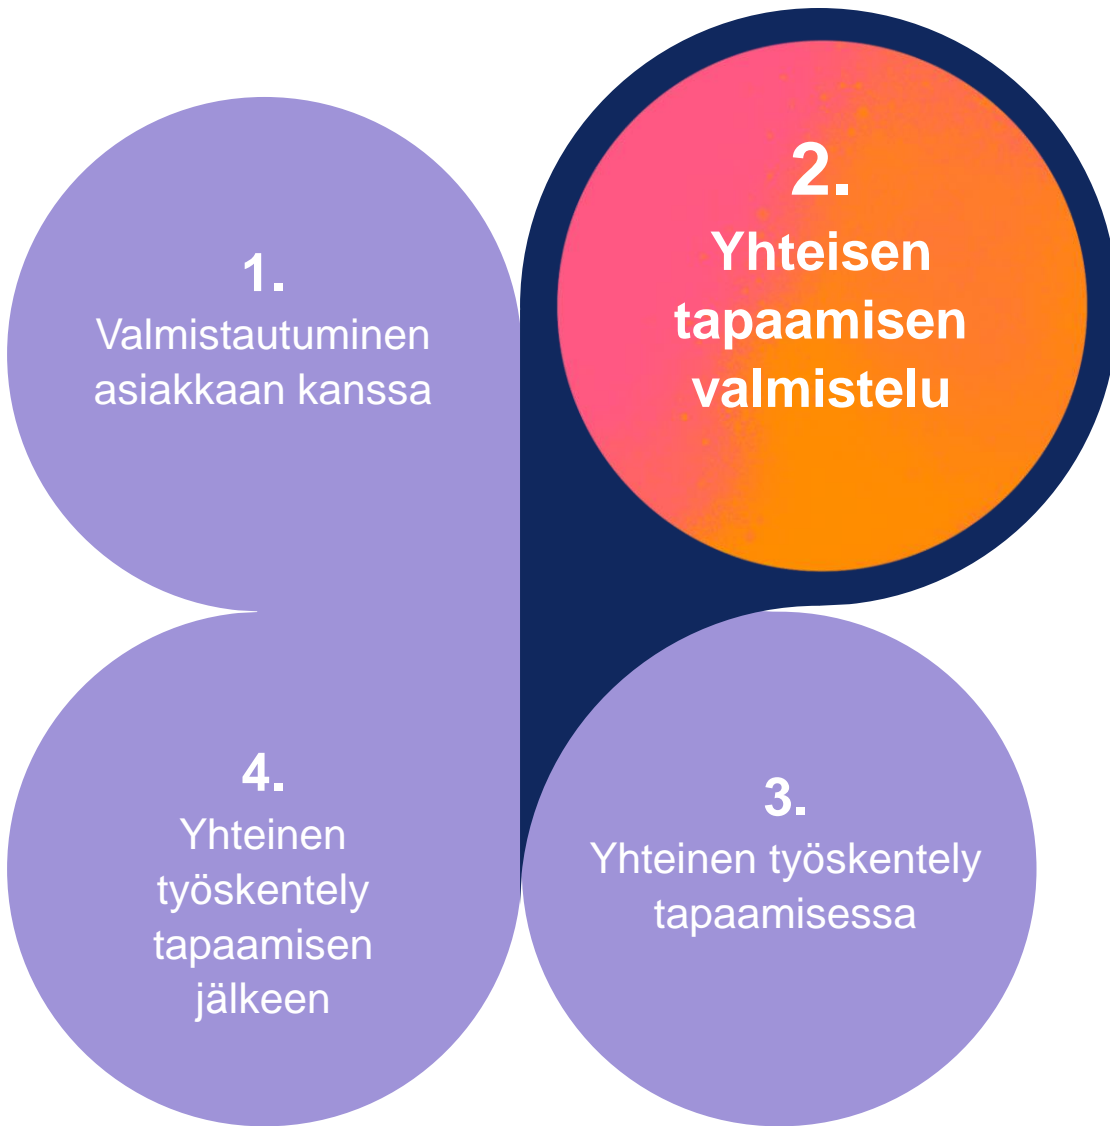 1.
Valmistautuminen
asiakkaan kanssa
2.
Yhteisen
tapaamisen
valmistelu
3.
Yhteinen työskentely
tapaamisessa
4.
Yhteinen
työskentely
tapaamisen
jälkeen